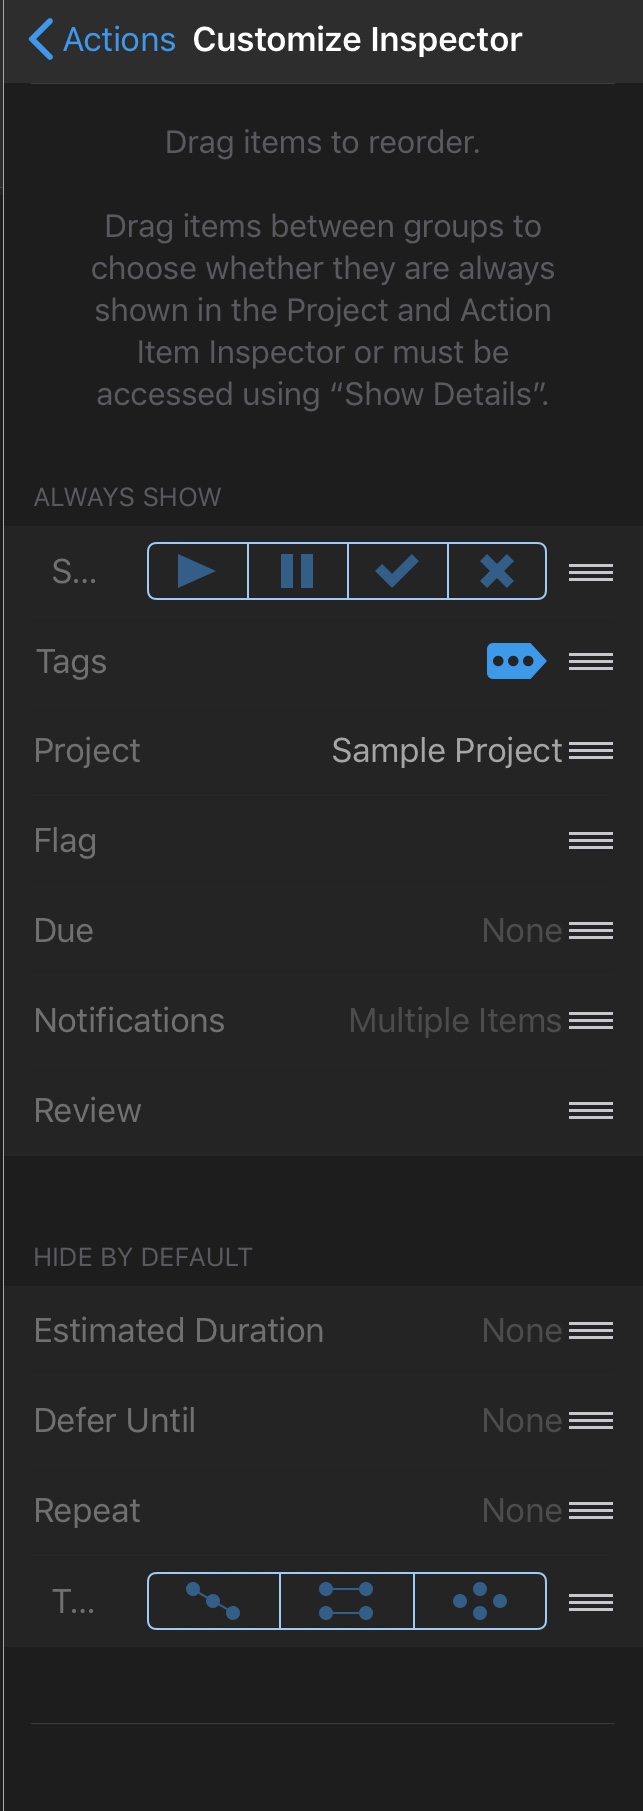 Actions Customize Inspector
Drag items to reorder.
Drag items between groups to
choose whether they are always
shown in the Project and Action
Item Inspector or must be
accessed using “Show Details”.
ALWAYS SHOW
S...
Tags
Project Sample Project
Flag
Due None
Notifications Multiple Items
Review
HIDE BY DEFAULT
Estimated Duration None
Defer Until None
Repeat None
T...